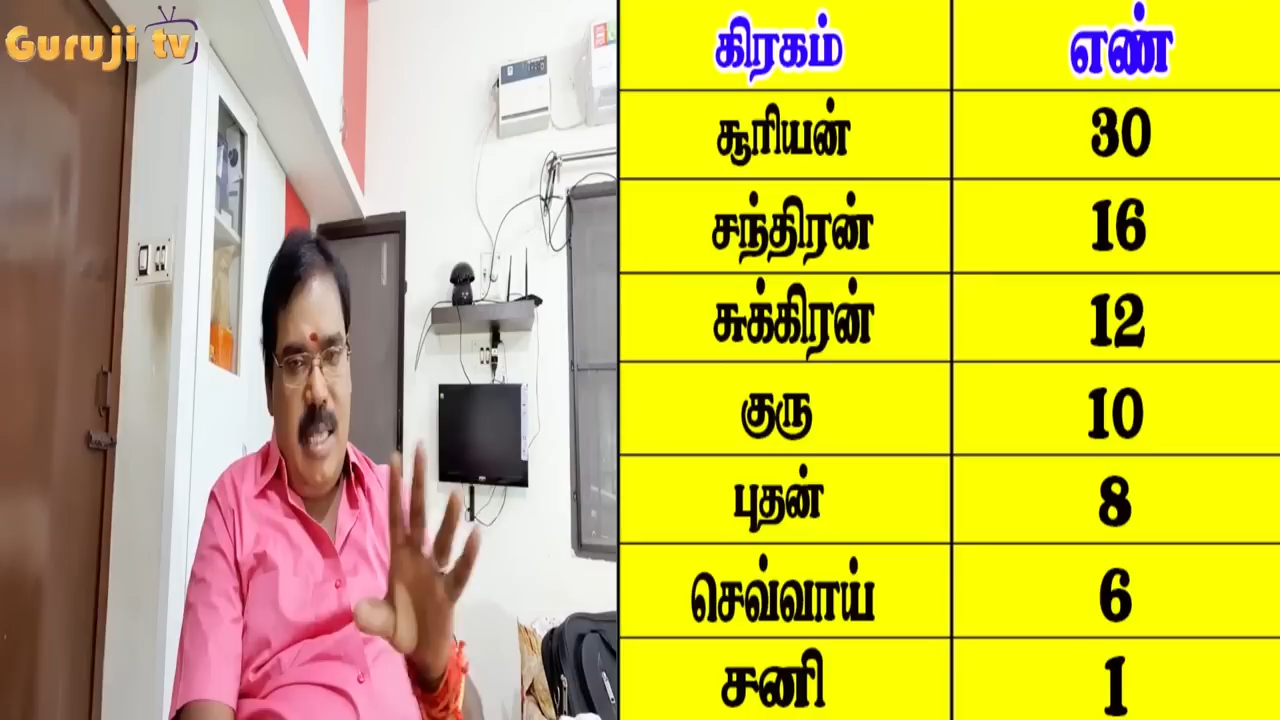 Guruji tv
கிரகம் எண்
சூரியன் 30
சந்திரன் 16
சுக்கிரன் 12
குரு 10
புதன் 8
செவ்வாய் 6
சனி 1